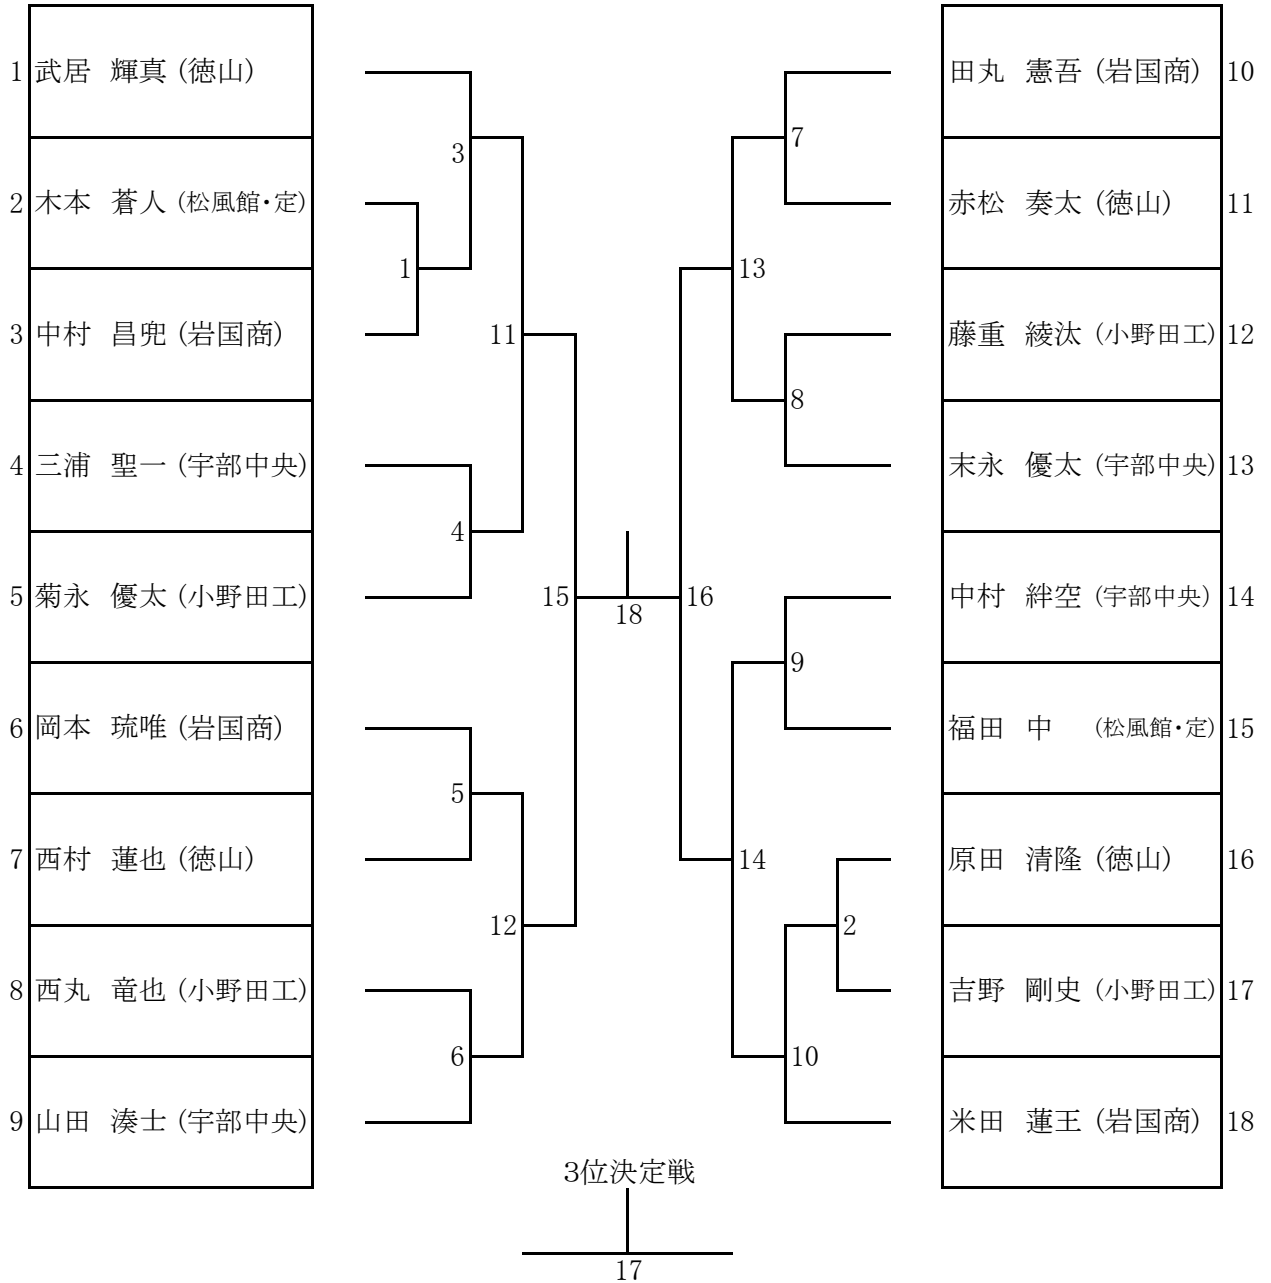 1 武居 輝真 (徳山)
2 木本 蒼人 (松風館・定)
3 中村 昌兜 (岩国商)
4 三浦 聖一 (宇部中央)
5 菊永 優太 (小野田工)
6 岡本 琉唯 (岩国商)
7 西村 蓮也 (徳山)
8 西丸 竜也 (小野田工)
9 山田 湊士 (宇部中央)
3
1
11
4
15
5
12
6
18
7
13
8
16
9
14
2
10
田丸 憲吾 (岩国商) 10
赤松 奏太 (徳山) 11
藤重 綾汰 (小野田工) 12
末永 優太 (宇部中央) 13
中村 絆空 (宇部中央) 14
福田 中 (松風館・定) 15
原田 清隆 (徳山) 16
吉野 剛史 (小野田工) 17
米田 蓮王 (岩国商) 18
3位決定戦
17